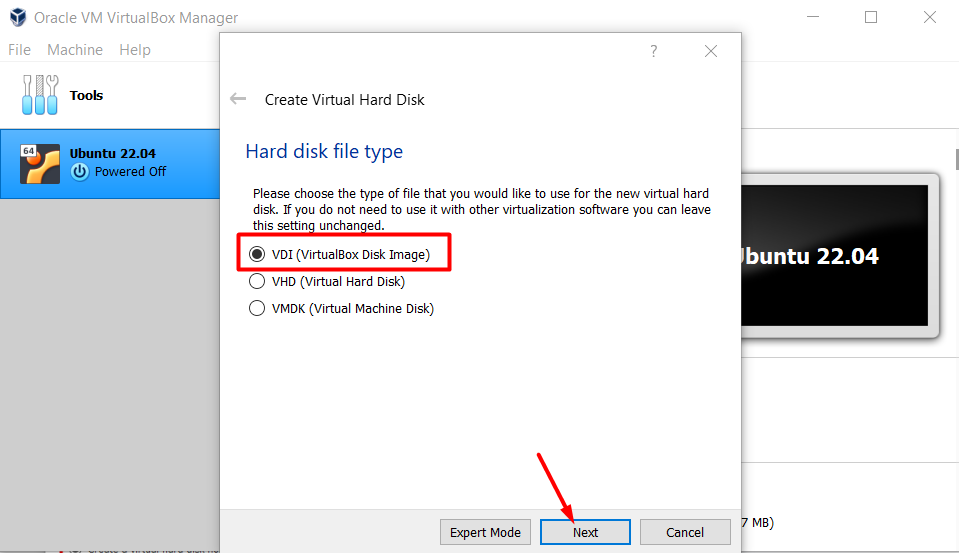 Oracle VM VirtualBox Manager
File Machine Help
Tools
64
Ubuntu 22.04
Powered Off
?
Create Virtual Hard Disk
Hard disk file type
Please choose the type of file that you would like to use for the new virtual hard
disk. If you do not need to use it with other virtualization software you can leave
this setting unchanged.
VDI (VirtualBox Disk Image)
VHD (Virtual Hard Disk)
VMDK (Virtual Machine Disk)
Expert Mode
Next
Cancel
Ubuntu 22.04
7 MB)